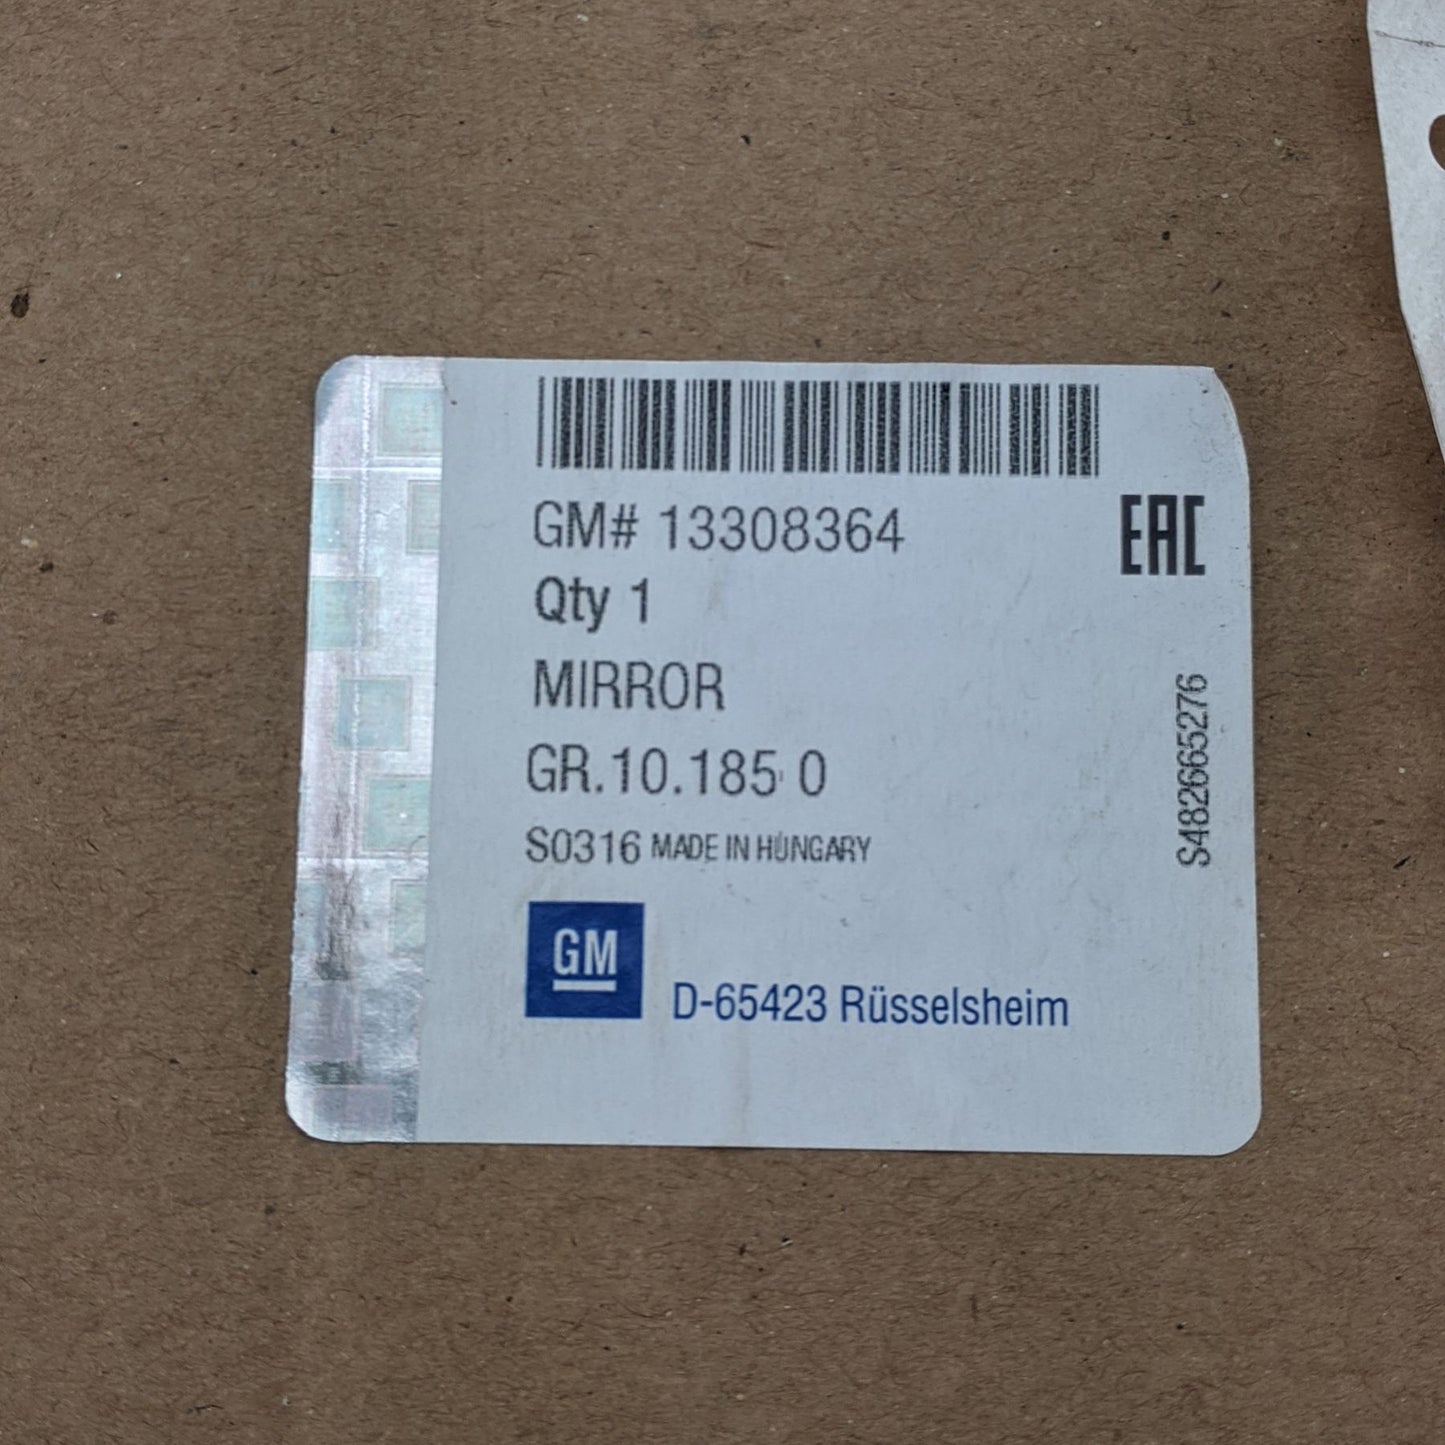 GM# 13308364
EAC
Qty 1
MIRROR
GR.10.185 0
S0316 MADE IN HUNGARY
S482665276
GM
D-65423 Rüsselsheim